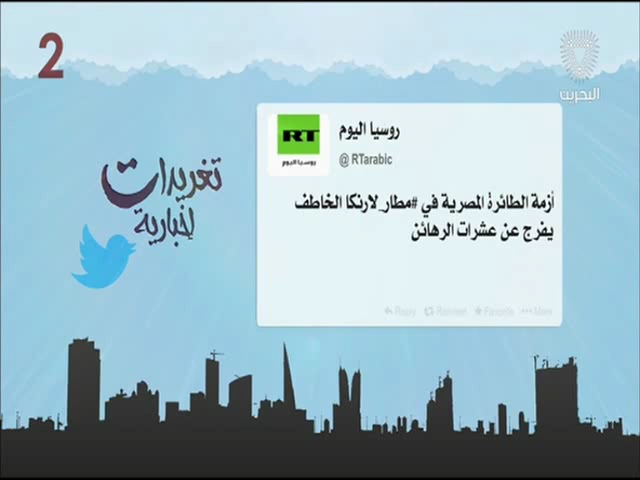 2
البحرين
RT
روسيا اليوم
روسيا اليوم
@RTarabic
تغريدات
إخبارية
أزمة الطائرة المصرية في #مطار_لارنكا الخاطف
يفرج عن عشرات الرهائن
Reply Retweet Favorite More